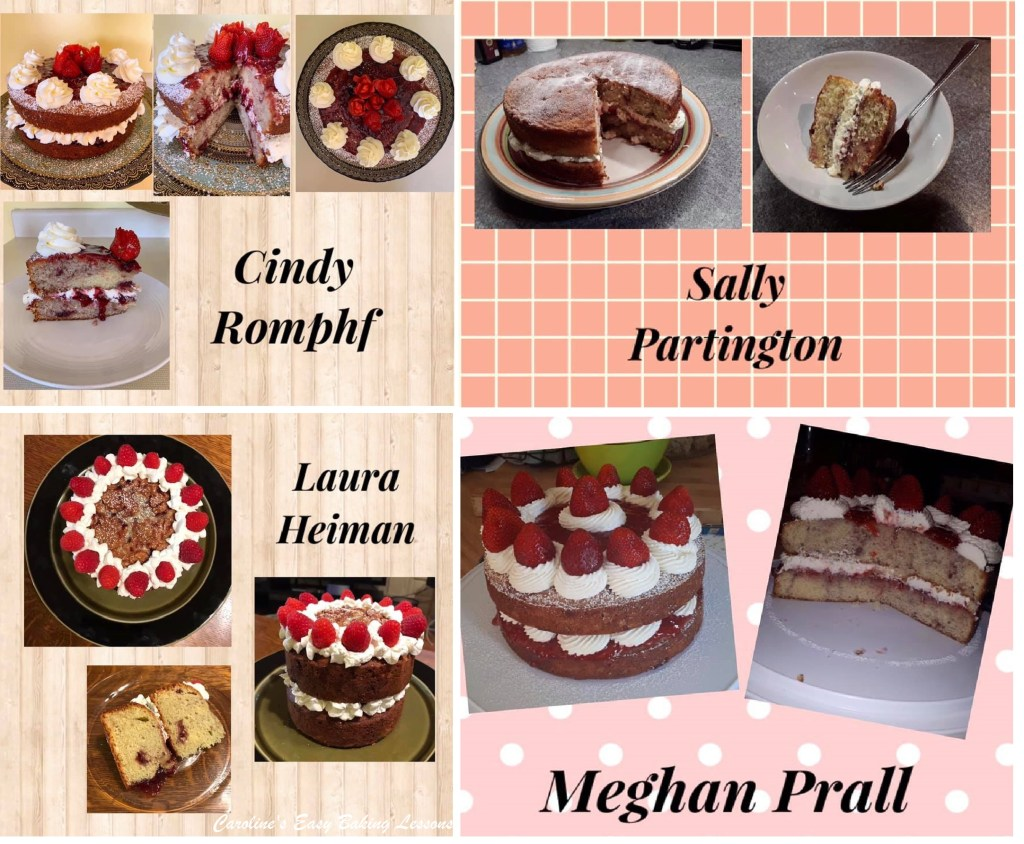 Cindy
Romphf
Sally
Partington
Laura
Heiman
Meghan Prall
Caroline's Easy Baking Lessons